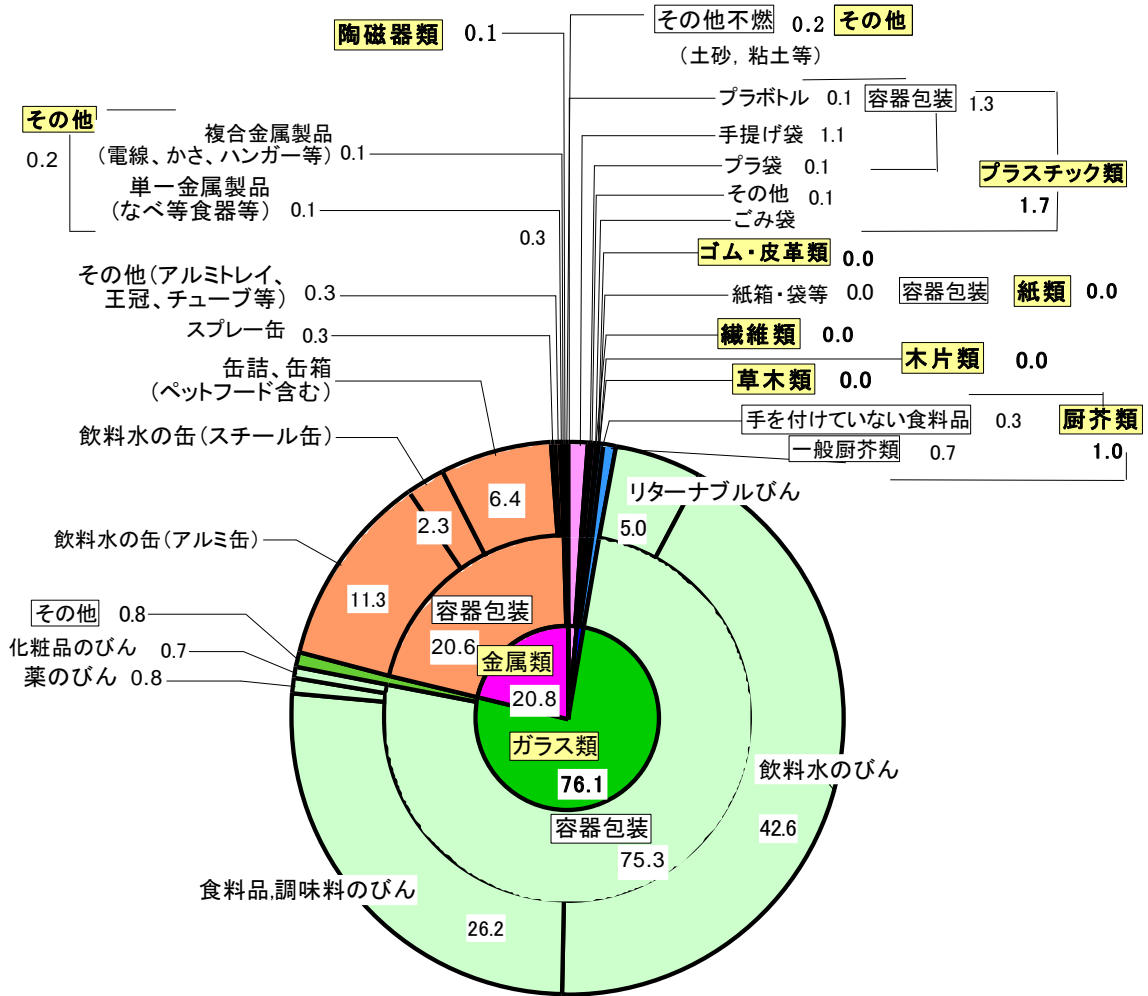 その他不燃 0.2 その他
(土砂, 粘土等)
陶磁器類 0.1
プラボトル 0.1 容器包装 1.3
手提げ袋 1.1
プラ袋 0.1
その他 0.1
ごみ袋
プラスチック類
1.7
その他
0.2
複合金属製品
(電線、かさ、ハンガー等) 0.1
単一金属製品
(なべ等食器等) 0.1
0.3
ゴム・皮革類 0.0
紙箱・袋等 0.0 容器包装 紙類 0.0
繊維類 0.0
木片類 0.0
草木類 0.0
その他(アルミトレイ、
王冠、チューブ等) 0.3
スプレー缶 0.3
缶詰、缶箱
(ペットフード含む)
手を付けていない食料品 0.3 厨芥類
一般厨芥類 0.7 1.0
飲料水の缶(スチール缶)
リターナブルびん
5.0
6.4
2.3
飲料水の缶(アルミ缶)
11.3
容器包装
20.6
その他 0.8
化粧品のびん 0.7
薬のびん 0.8
金属類
20.8
ガラス類
76.1
飲料水のびん
42.6
容器包装
75.3
食料品,調味料のびん
26.2